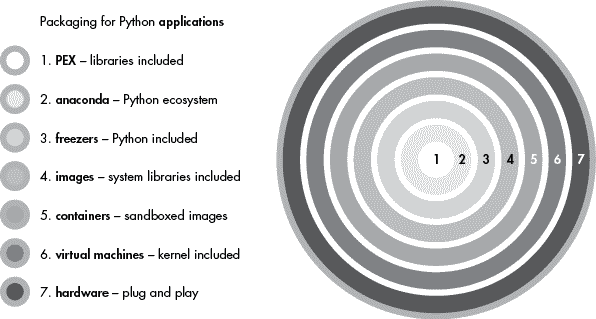 Packaging for Python applications
1. PEX – libraries included
2. anaconda – Python ecosystem
3. freezers – Python included
4. images – system libraries included
5. containers – sandboxed images
6. virtual machines – kernel included
7. hardware – plug and play
1 2 3 4 5 6 7